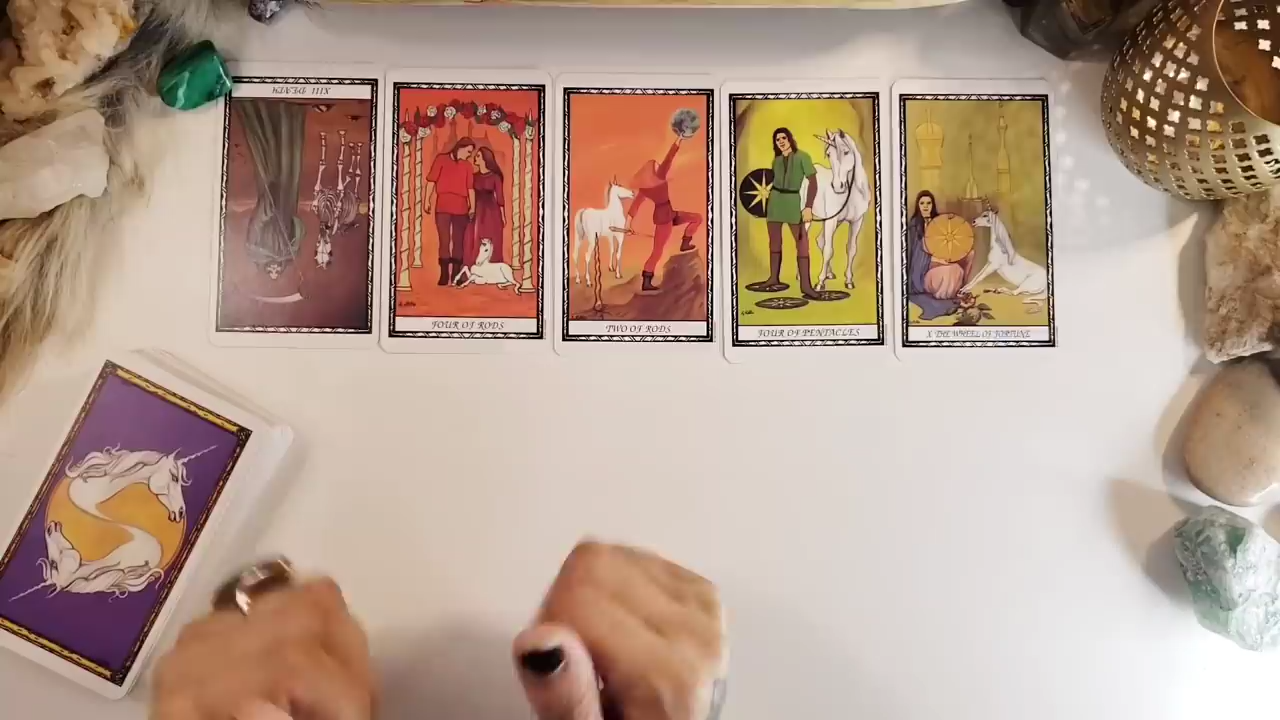 XIII DEATH
FOUR OF RODS
TWO OF RODS
FOUR OF PENTACLES
X THE WHEEL OF FORTUNE